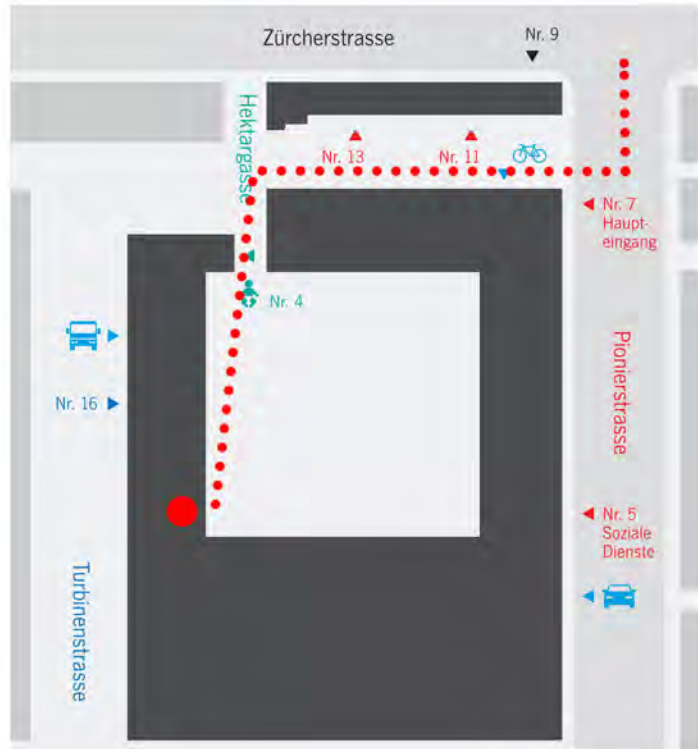 Zürcherstrasse
Nr. 9
Hektargasse
Nr. 13
Nr. 11
Nr. 7
Haupt-
eingang
Nr. 4
Pionierstrasse
Nr. 16
Nr. 5
Soziale
Dienste
Turbinenstrasse